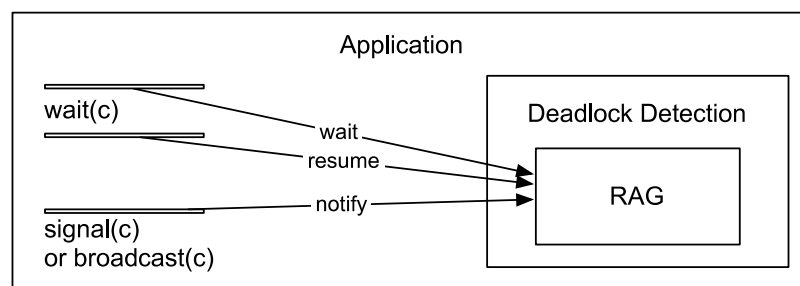 Application
wait(c)
wait
Deadlock Detection
resume
RAG
notify
signal(c)
or broadcast(c)